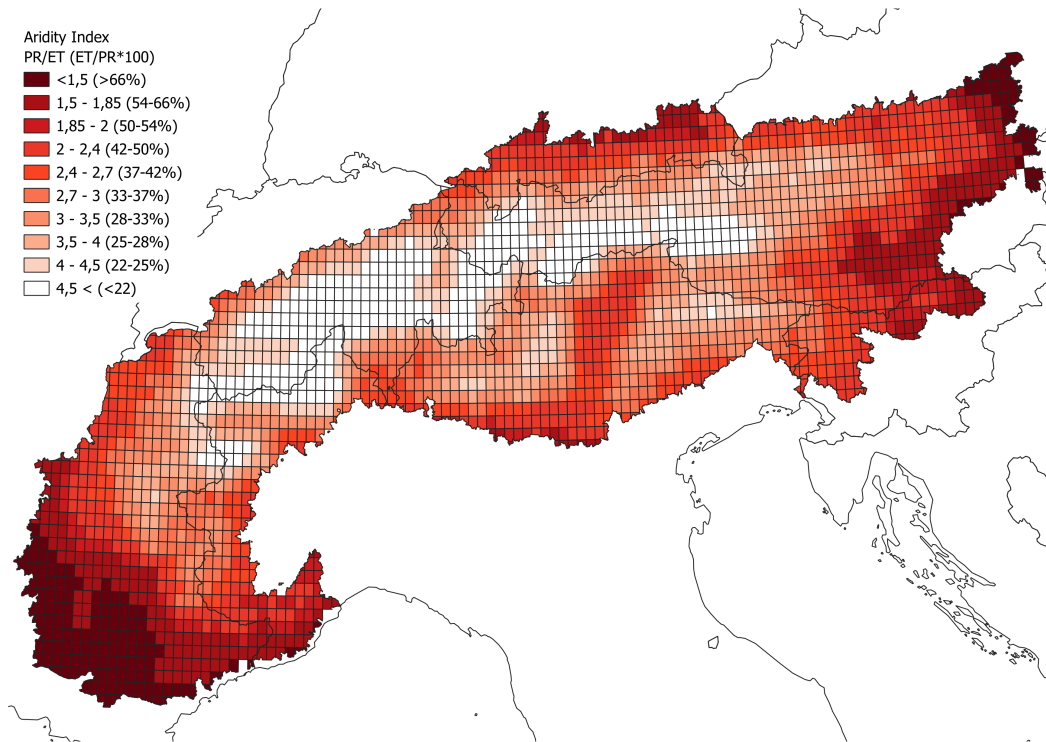 Aridity Index
PR/ET (ET/PR*100)
<1,5 (>66%)
1,5 - 1,85 (54-66%)
1,85 - 2 (50-54%)
2 - 2,4 (42-50%)
2,4 - 2,7 (37-42%)
2,7 - 3 (33-37%)
3 - 3,5 (28-33%)
3,5 - 4 (25-28%)
4 - 4,5 (22-25%)
4,5 < (<22)